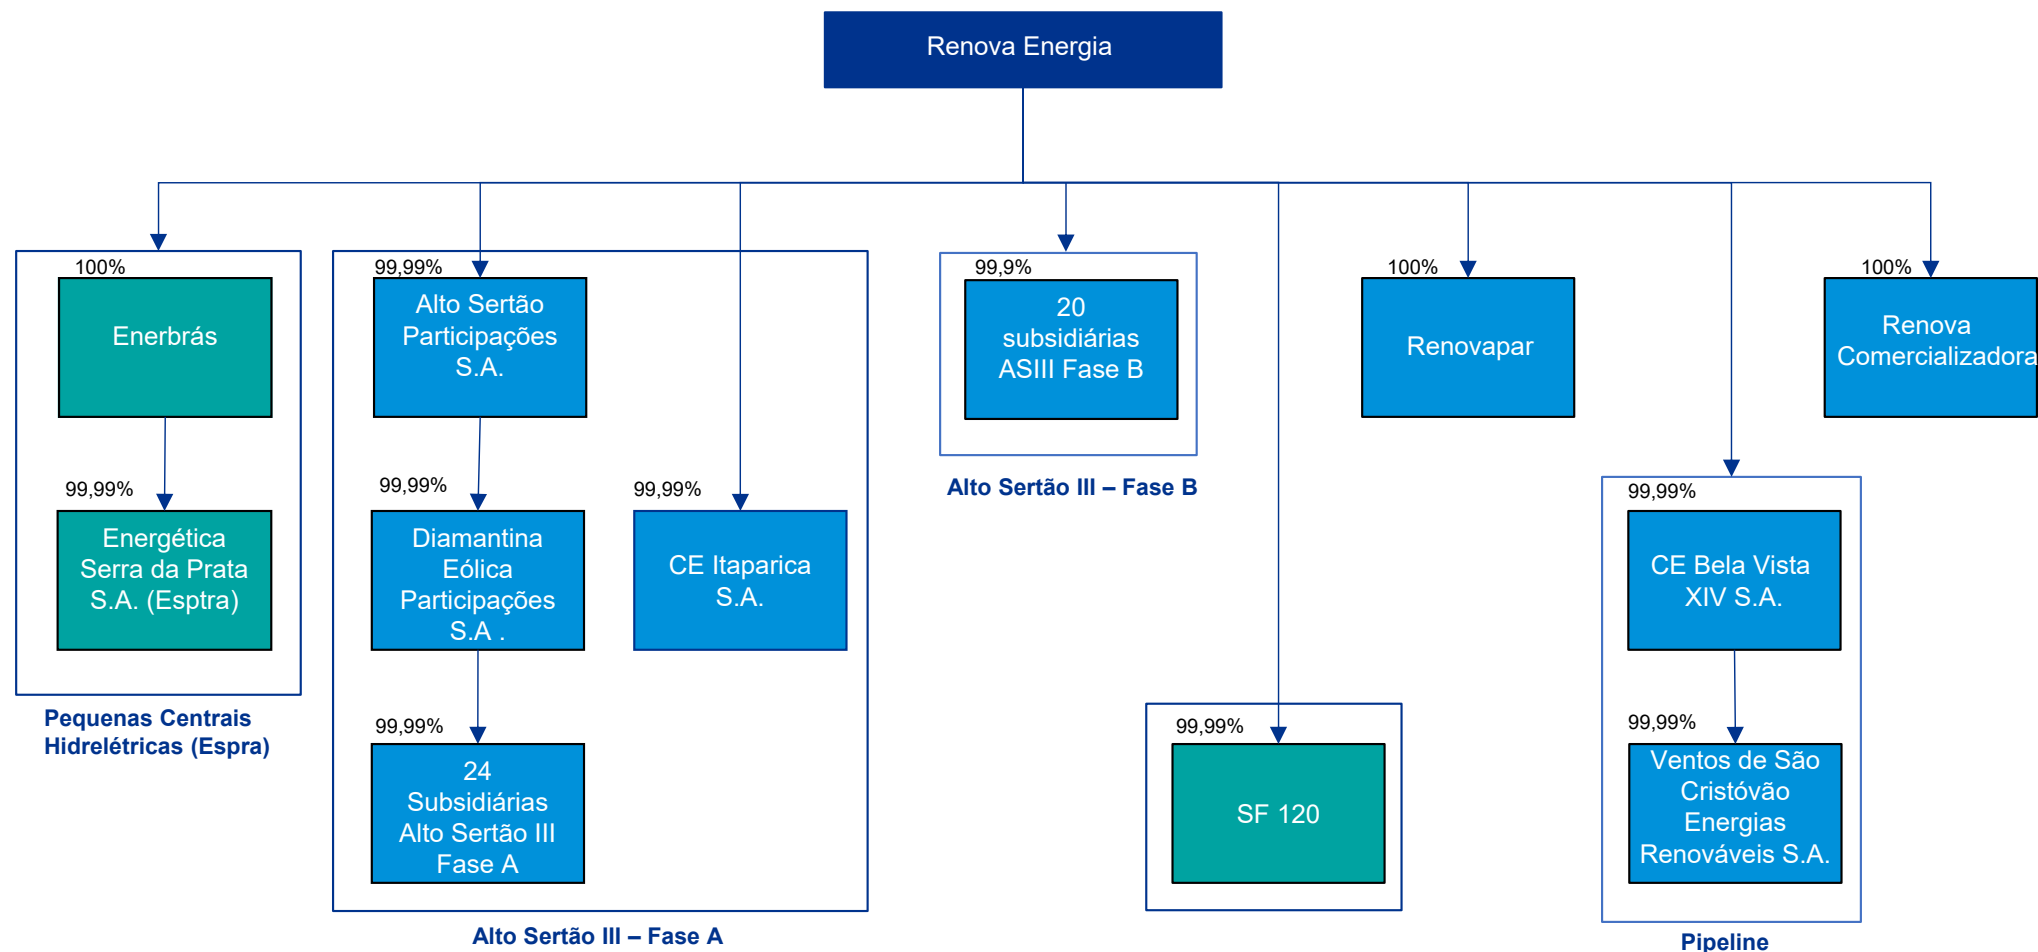 Renova Energia
100%
Enerbrás
99,99%
Energética
Serra da Prata
S.A. (Esptra)
Pequenas Centrais
Hidrelétricas (Espra)
99,99%
Alto Sertão
Participações
S.A.
99,99%
Diamantina
Eólica
Participações
S.A .
99,99%
24
Subsidiárias
Alto Sertão III
Fase A
99,99%
CE Itaparica
S.A.
Alto Sertão III – Fase A
99,9%
20
subsidiárias
ASIII Fase B
Alto Sertão III – Fase B
99,99%
SF 120
100%
Renovapar
99,99%
CE Bela Vista
XIV S.A.
99,99%
Ventos de São
Cristóvão
Energias
Renováveis S.A.
Pipeline
100%
Renova
Comercializadora